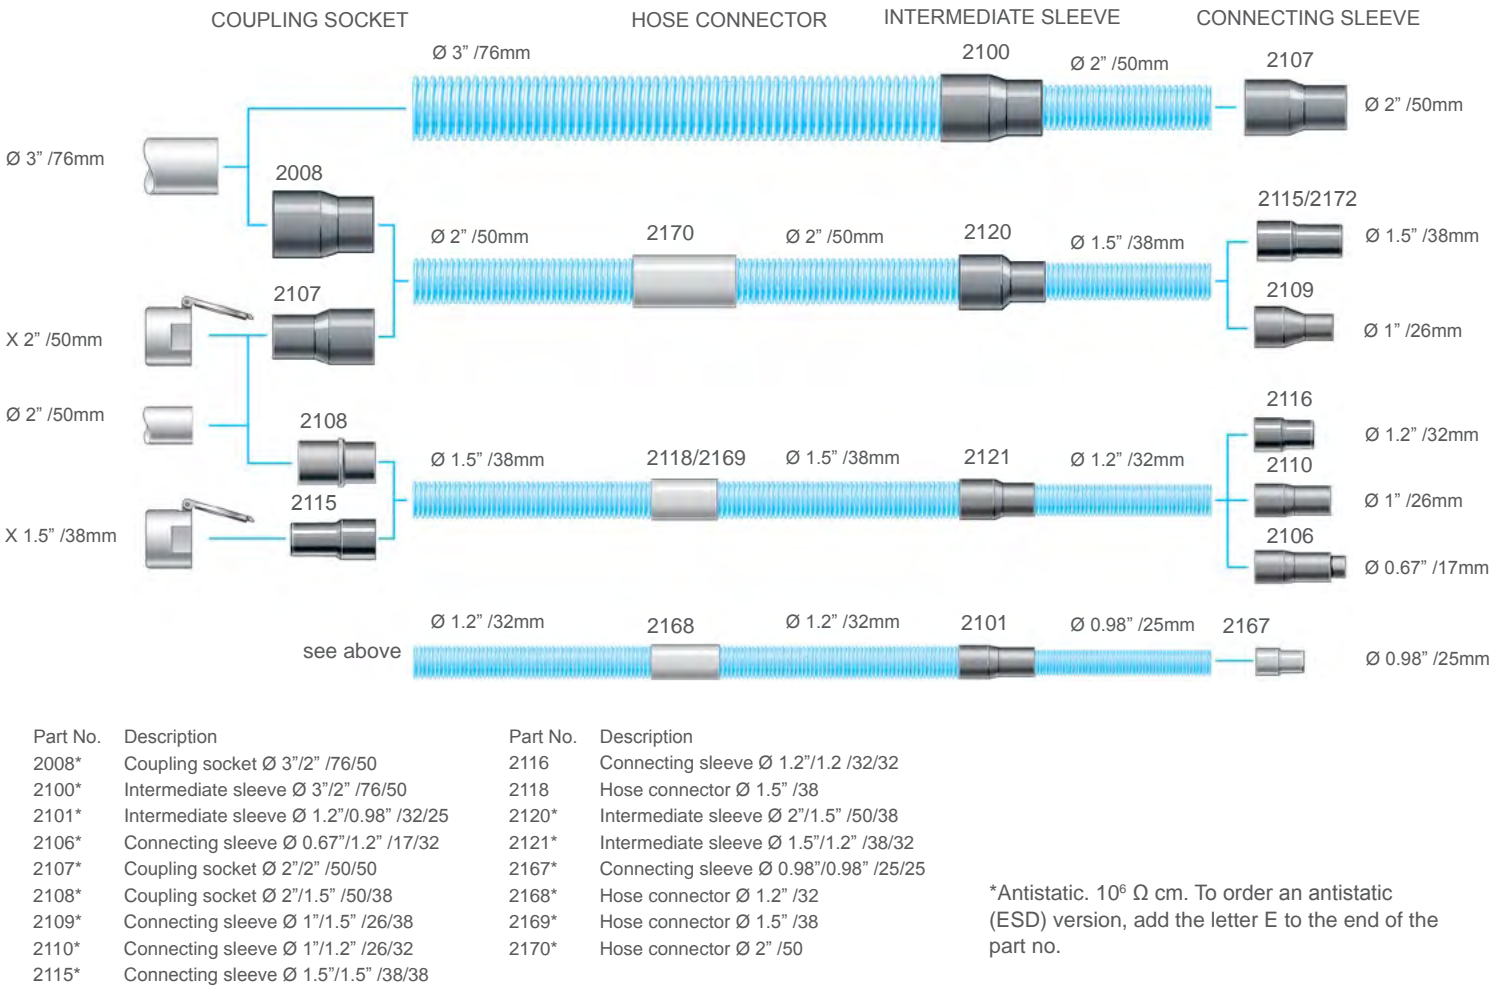 COUPLING SOCKET
HOSE CONNECTOR
INTERMEDIATE SLEEVE
CONNECTING SLEEVE
Ø 3” /76mm
2100
Ø 2” /50mm
2107
Ø 2” /50mm
Ø 3” /76mm
2008
Ø 2” /50mm
2170
Ø 2” /50mm
2120
Ø 1.5” /38mm
2115/2172
Ø 1.5” /38mm
2107
2109
X 2” /50mm
Ø 1” /26mm
Ø 2” /50mm
2108
2116
Ø 1.2” /32mm
Ø 1.5” /38mm
2118/2169
Ø 1.5” /38mm
2121
Ø 1.2” /32mm
2110
Ø 1” /26mm
2115
X 1.5” /38mm
2106
Ø 0.67” /17mm
see above
Ø 1.2” /32mm
2168
Ø 1.2” /32mm
2101
Ø 0.98” /25mm
2167
Ø 0.98” /25mm
Part No. Description
2008* Coupling socket Ø 3”/2” /76/50
2100* Intermediate sleeve Ø 3”/2” /76/50
2101* Intermediate sleeve Ø 1.2”/0.98” /32/25
2106* Connecting sleeve Ø 0.67”/1.2” /17/32
2107* Coupling socket Ø 2”/2” /50/50
2108* Coupling socket Ø 2”/1.5” /50/38
2109* Connecting sleeve Ø 1”/1.5” /26/38
2110* Connecting sleeve Ø 1”/1.2” /26/32
2115* Connecting sleeve Ø 1.5”/1.5” /38/38
Part No. Description
2116 Connecting sleeve Ø 1.2”/1.2 /32/32
2118 Hose connector Ø 1.5” /38
2120* Intermediate sleeve Ø 2”/1.5” /50/38
2121* Intermediate sleeve Ø 1.5”/1.2” /38/32
2167* Connecting sleeve Ø 0.98”/0.98” /25/25
2168* Hose connector Ø 1.2” /32
2169* Hose connector Ø 1.5” /38
2170* Hose connector Ø 2” /50
*Antistatic. 10⁶ Ω cm. To order an antistatic
(ESD) version, add the letter E to the end of the
part no.